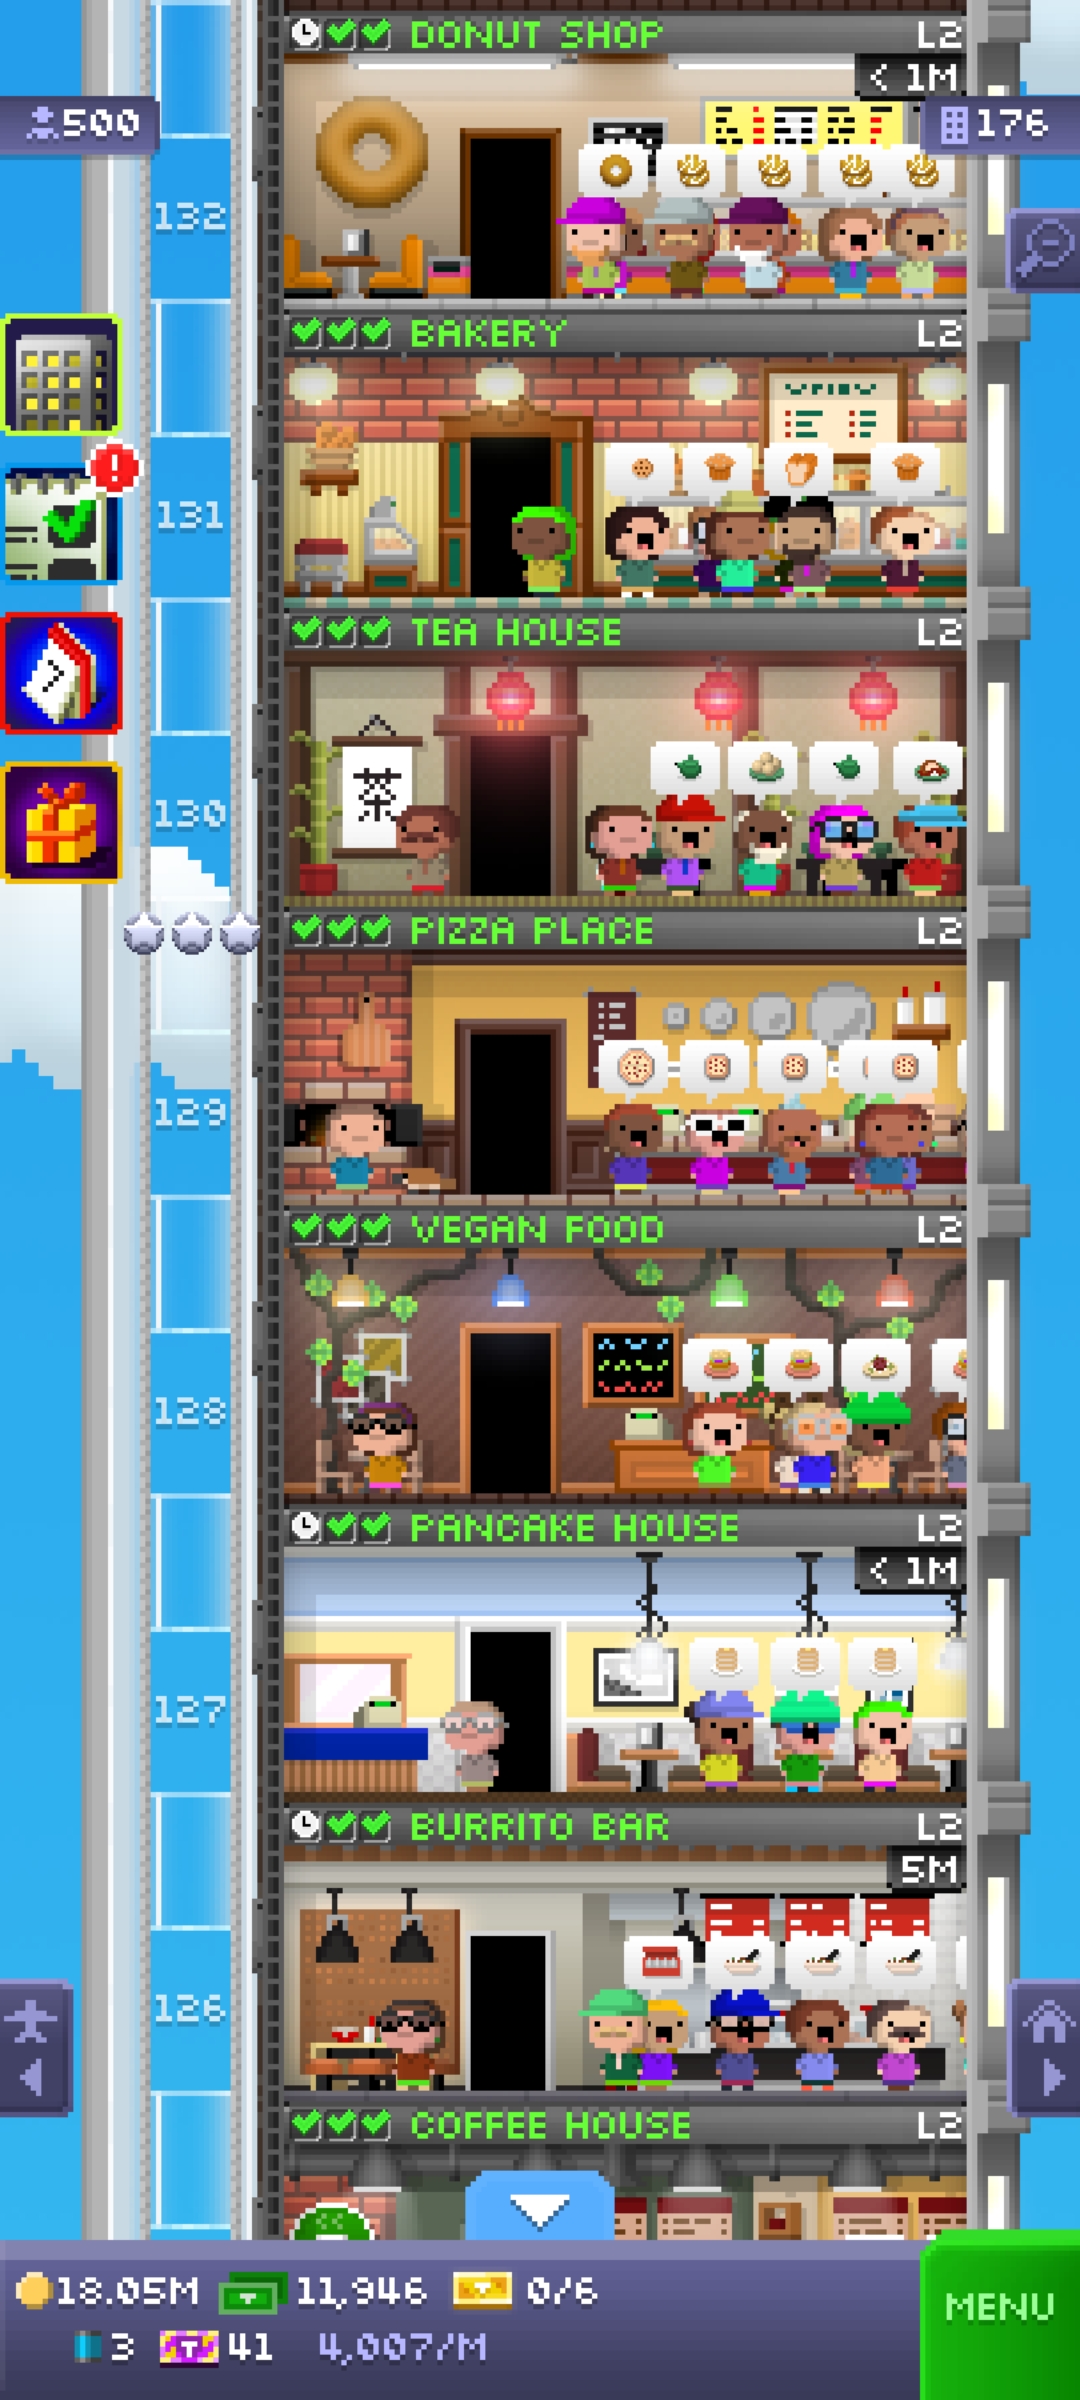 DONUT SHOP L2
< 1M
500
176
132
BAKERY L2
131
TEA HOUSE L2
茶
7
130
PIZZA PLACE L2
129
VEGAN FOOD L2
128
PANCAKE HOUSE L2
< 1M
127
BURRITO BAR L2
5M
126
COFFEE HOUSE L2
18.05M 11,946 0/6
3 T 41 4,007/M
MENU